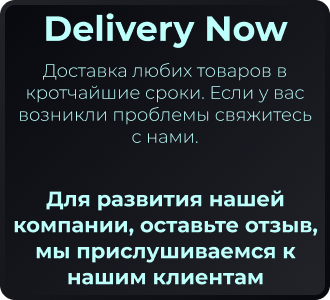 Delivery Now
Доставка любих товаров в
кротчайшие сроки. Если у вас
возникли проблемы свяжитесь
с нами.
Для развития нашей
компании, оставьте отзыв,
мы прислушиваемся к
нашим клиентам